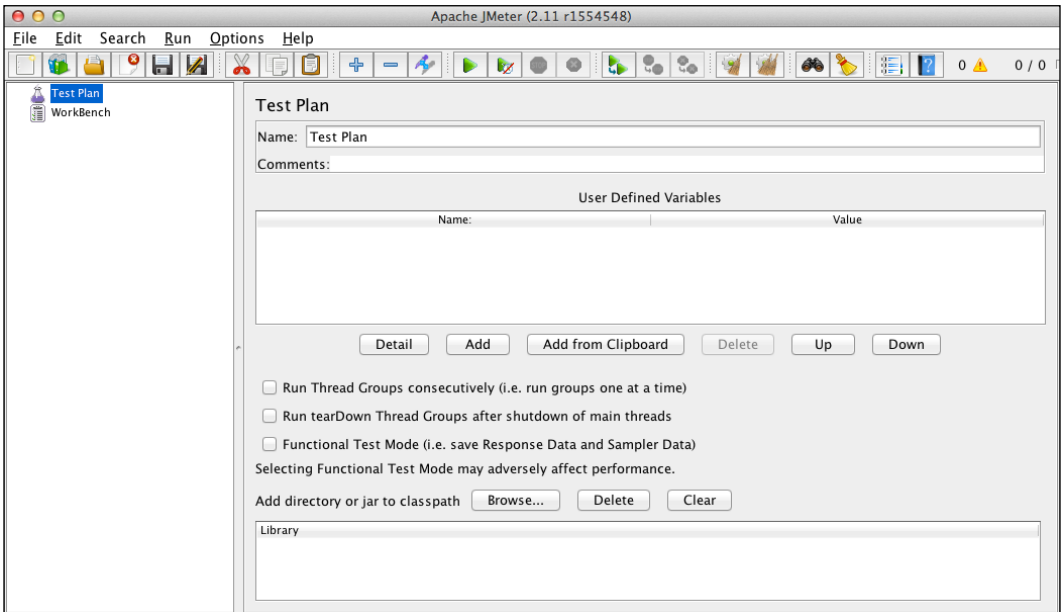 Apache JMeter (2.11 r1554548)
File Edit Search Run Options Help
0 0 / 0
Test Plan
WorkBench
Test Plan
Name: Test Plan
Comments:
User Defined Variables
Name: Value
Detail Add Add from Clipboard Delete Up Down
Run Thread Groups consecutively (i.e. run groups one at a time)
Run tearDown Thread Groups after shutdown of main threads
Functional Test Mode (i.e. save Response Data and Sampler Data)
Selecting Functional Test Mode may adversely affect performance.
Add directory or jar to classpath Browse... Delete Clear
Library